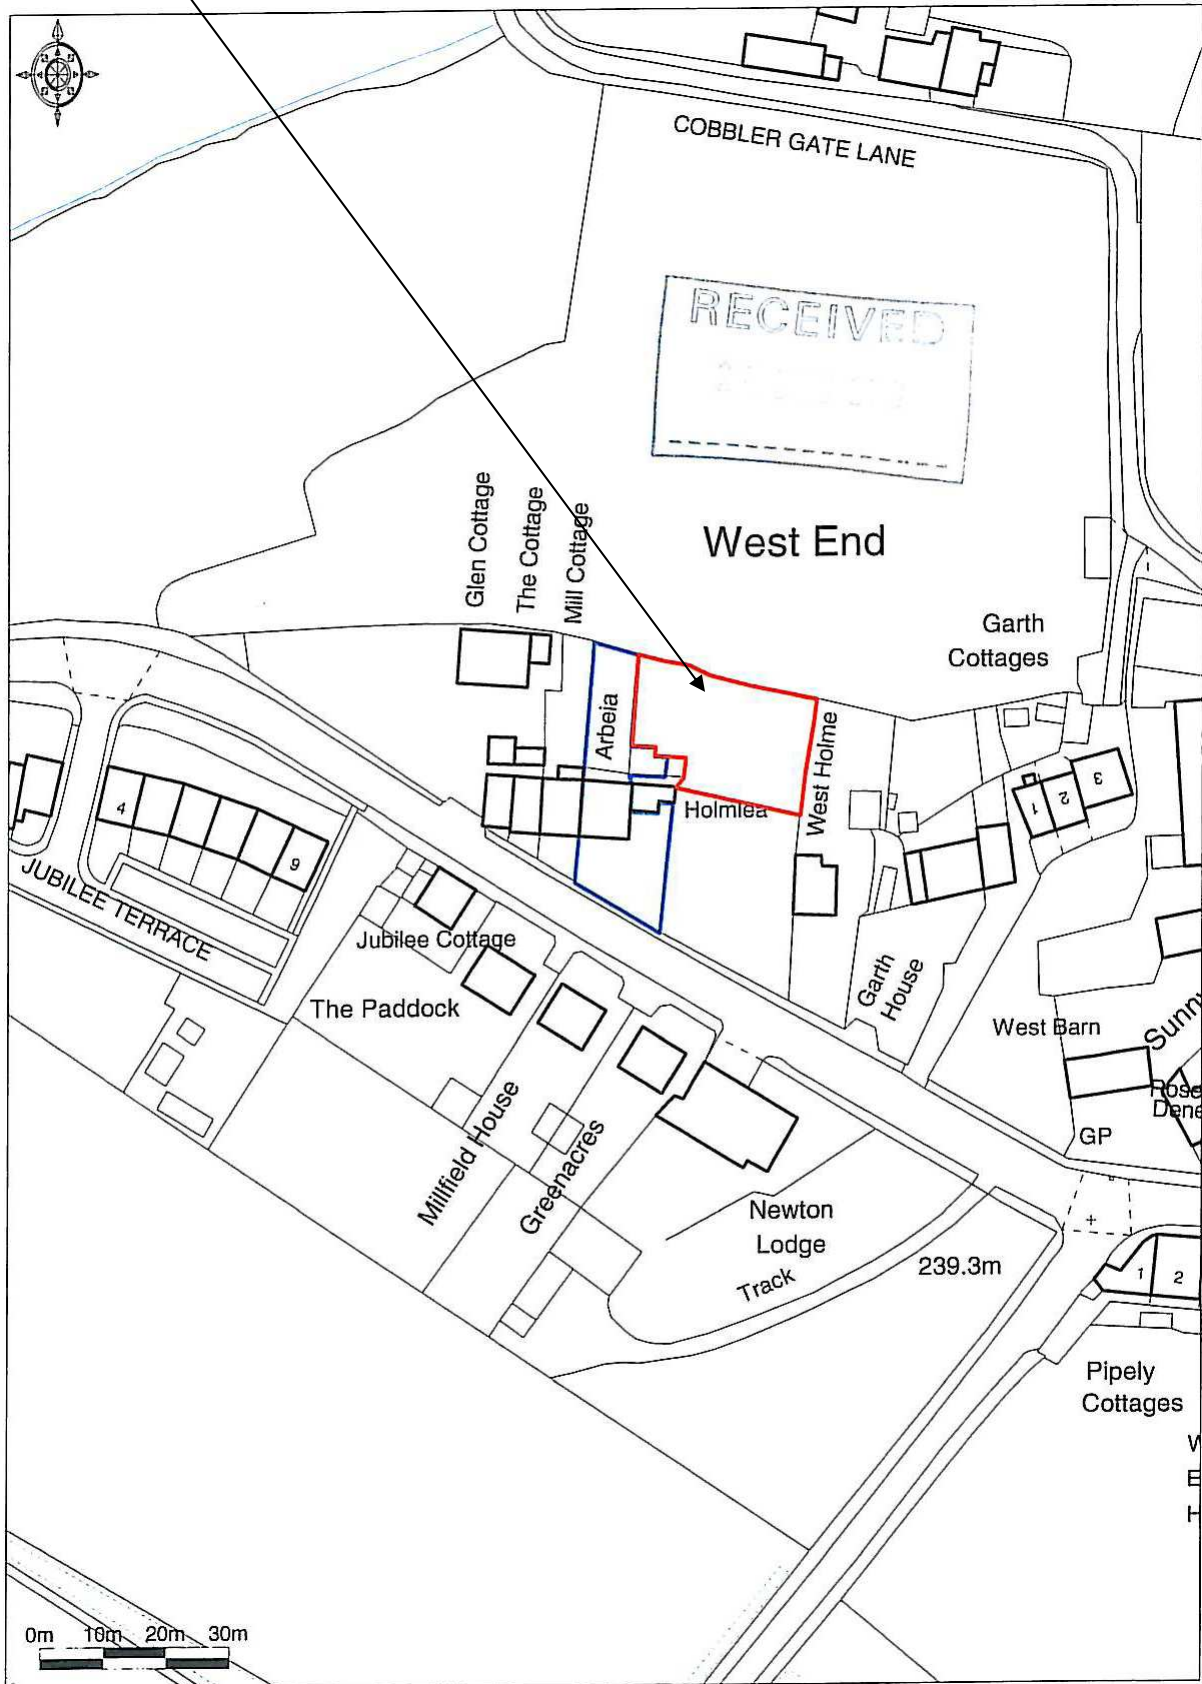 COBBLER GATE LANE
RECEIVED
West End
Glen Cottage
The Cottage
Mill Cottage
Garth
Cottages
Arbeia
West Holme
Holmlea
1
2
3
4
9
JUBILEE TERRACE
Jubilee Cottage
The Paddock
Garth
House
West Barn
Millfield House
Greenacres
GP
Dene
Newton
Lodge
Track
239.3m
1
2
Pipely
Cottages
0m 10m 20m 30m